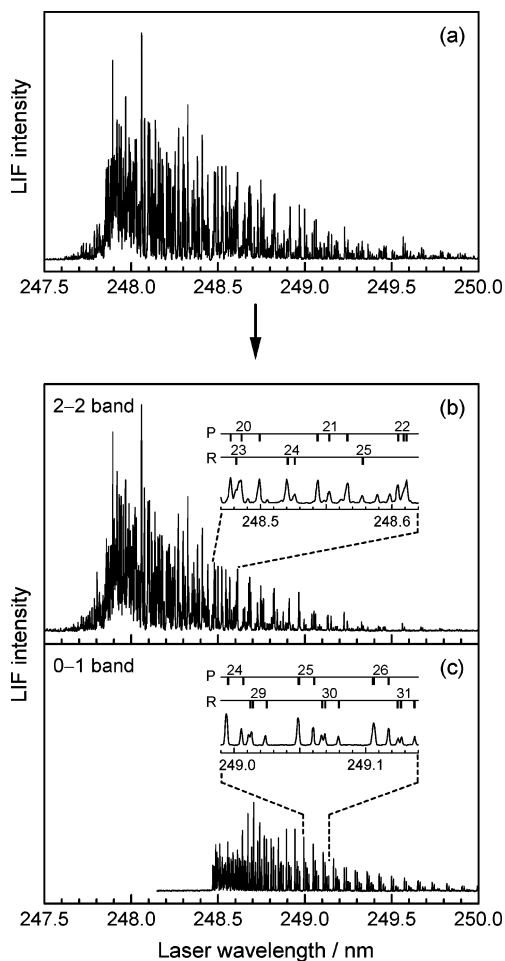 (a)
LIF intensity
247.5 248.0 248.5 249.0 249.5 250.0
2–2 band
(b)
P 20 21 22
R 23 24 25
248.5 248.6
LIF intensity
0–1 band
(c)
P 24 25 26
R 29 30 31
249.0 249.1
247.5 248.0 248.5 249.0 249.5 250.0
Laser wavelength / nm